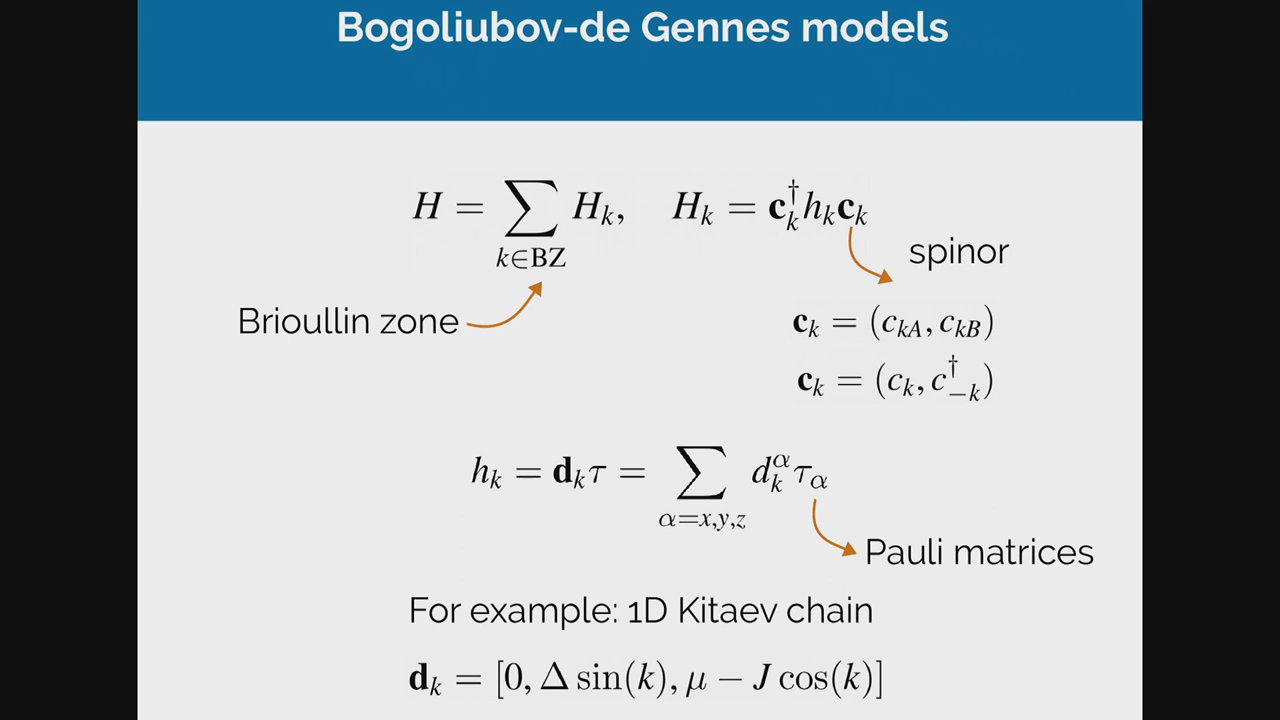 Bogoliubov-de Gennes models
H = ∑ H_k, H_k = 𝐜_k^† h_k 𝐜_k
k∈BZ
spinor
Brioullin zone
𝐜_k = (c_{kA}, c_{kB})
𝐜_k = (c_k, c_{−k}^†)
h_k = 𝐝_k τ = ∑ d_k^α τ_α
α=x,y,z
Pauli matrices
For example: 1D Kitaev chain
𝐝_k = [0, Δ sin(k), μ − J cos(k)]